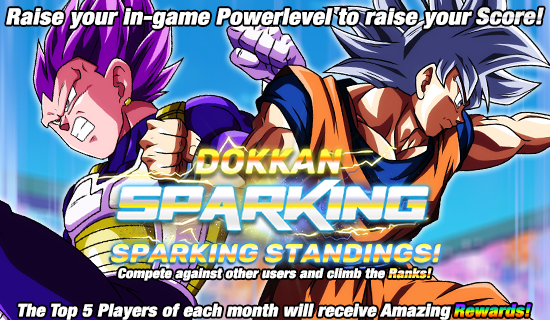 Raise your in-game Powerlevel to raise your Score!
DOKKAN
SPARKING
SPARKING STANDINGS!
Compete against other users and climb the Ranks!
The Top 5 Players of each month will receive Amazing Rewards!